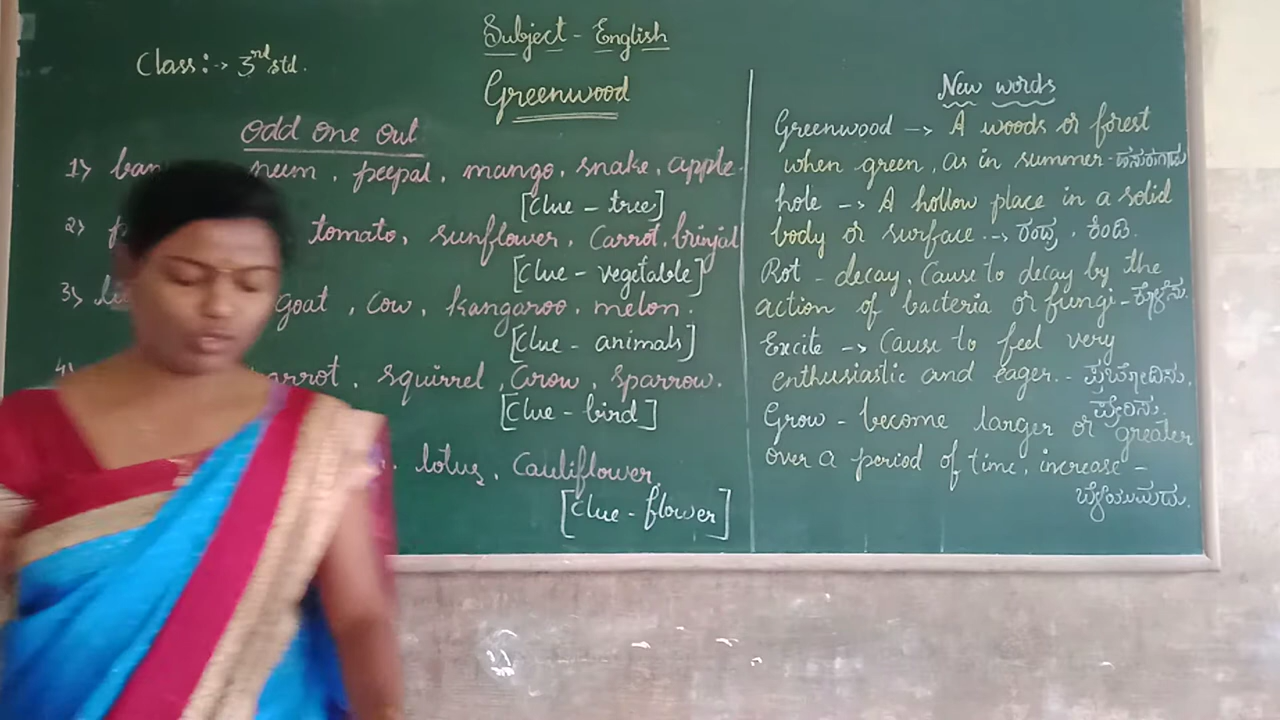 Subject - English
Class:-> 3nd std.
Greenwood
Odd one out
1> neem, peepal, mango, snake, apple.
[Clue - tree]
2> tomato, sunflower, Carrot, brinjal
[Clue - vegetable]
3> goat, cow, kangaroo, melon.
[Clue - animals]
4> squirrel, Crow, sparrow.
[Clue - bird]
lotus, Cauliflower
[Clue - flower]
New words
Greenwood -> A woods or forest
when green, as in summer -
hole -> A hollow place in a solid
body or surface -> ಕಿಂಡಿ.
Rot - decay, Cause to decay by the
action of bacteria or fungi -
Excite -> Cause to feel very
enthusiastic and eager. - ಪ್ರಚೋದಿಸು,
ಪ್ರೇರಿಸು.
Grow - become larger or greater
over a period of time, increase -
ಬೆಳೆಯುವುದು.